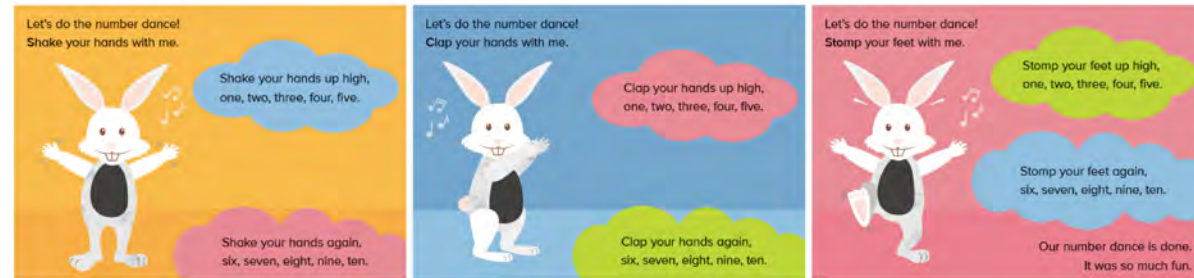 Let's do the number dance!
Shake your hands with me.
Shake your hands up high,
one, two, three, four, five.
Shake your hands again,
six, seven, eight, nine, ten.
Let's do the number dance!
Clap your hands with me.
Clap your hands up high,
one, two, three, four, five.
Clap your hands again,
six, seven, eight, nine, ten.
Let's do the number dance!
Stomp your feet with me.
Stomp your feet up high,
one, two, three, four, five.
Stomp your feet again,
six, seven, eight, nine, ten.
Our number dance is done.
It was so much fun.